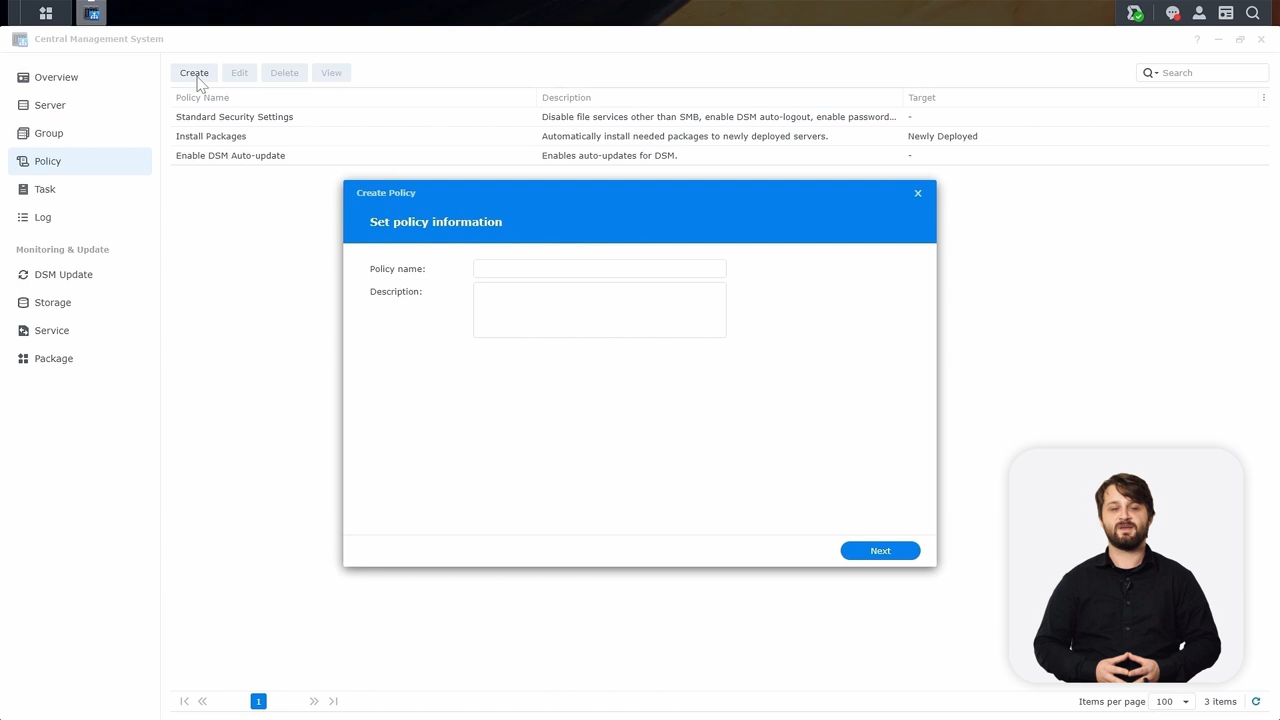 Central Management System
?
Overview
Server
Group
Policy
Task
Log
Monitoring & Update
DSM Update
Storage
Service
Package
Create Edit Delete View
Search
Policy Name Description Target
Standard Security Settings Disable file services other than SMB, enable DSM auto-logout, enable password... -
Install Packages Automatically install needed packages to newly deployed servers. Newly Deployed
Enable DSM Auto-update Enables auto-updates for DSM. -
Create Policy
Set policy information
Policy name:
Description:
Next
1
Items per page 100 3 items